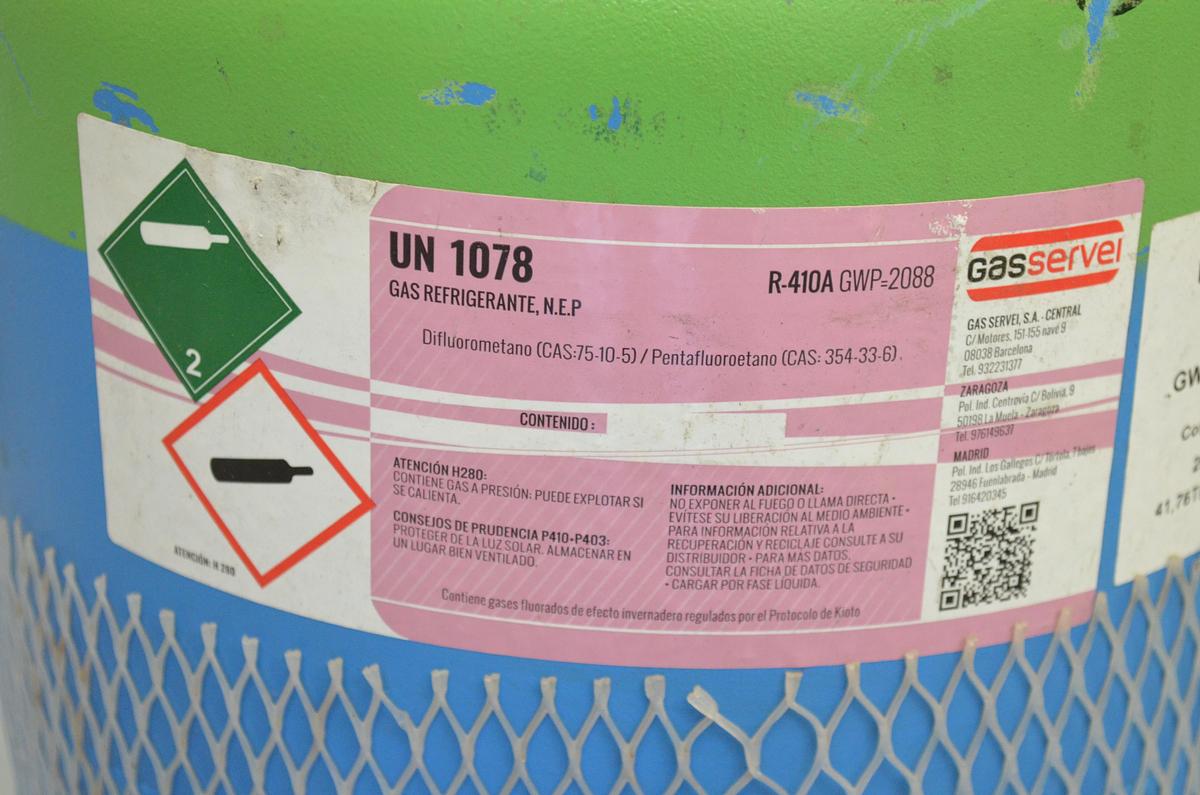 2
ATENCIÓN: H 280
UN 1078
GAS REFRIGERANTE, N.E.P
R-410A GWP=2088
Difluorometano (CAS:75-10-5) / Pentafluoroetano (CAS: 354-33-6).
CONTENIDO :
ATENCIÓN H280:
CONTIENE GAS A PRESIÓN; PUEDE EXPLOTAR SI
SE CALIENTA.
CONSEJOS DE PRUDENCIA P410+P403:
PROTEGER DE LA LUZ SOLAR. ALMACENAR EN
UN LUGAR BIEN VENTILADO.
INFORMACIÓN ADICIONAL:
NO EXPONER AL FUEGO O LLAMA DIRECTA •
EVÍTESE SU LIBERACIÓN AL MEDIO AMBIENTE •
PARA INFORMACIÓN RELATIVA A LA
RECUPERACIÓN Y RECICLAJE CONSULTE A SU
DISTRIBUIDOR • PARA MAS DATOS,
CONSULTAR LA FICHA DE DATOS DE SEGURIDAD
• CARGAR POR FASE LÍQUIDA.
Contiene gases fluorados de efecto invernadero regulados por el Protocolo de Kioto
Gasservei
GAS SERVEI, S.A. - CENTRAL
C/ Motores, 151-155 nave 9
08038 Barcelona
Tel. 932231377
ZARAGOZA
Pol. Ind. Centrovía C/ Bolivia, 9
50198 La Muela - Zaragoza
Tel. 976149637
MADRID
Pol. Ind. Los Gallegos C/ Tórtola, 7 bajos
28946 Fuenlabrada - Madrid
Tel 916420345
GW
Co
2
41,76T